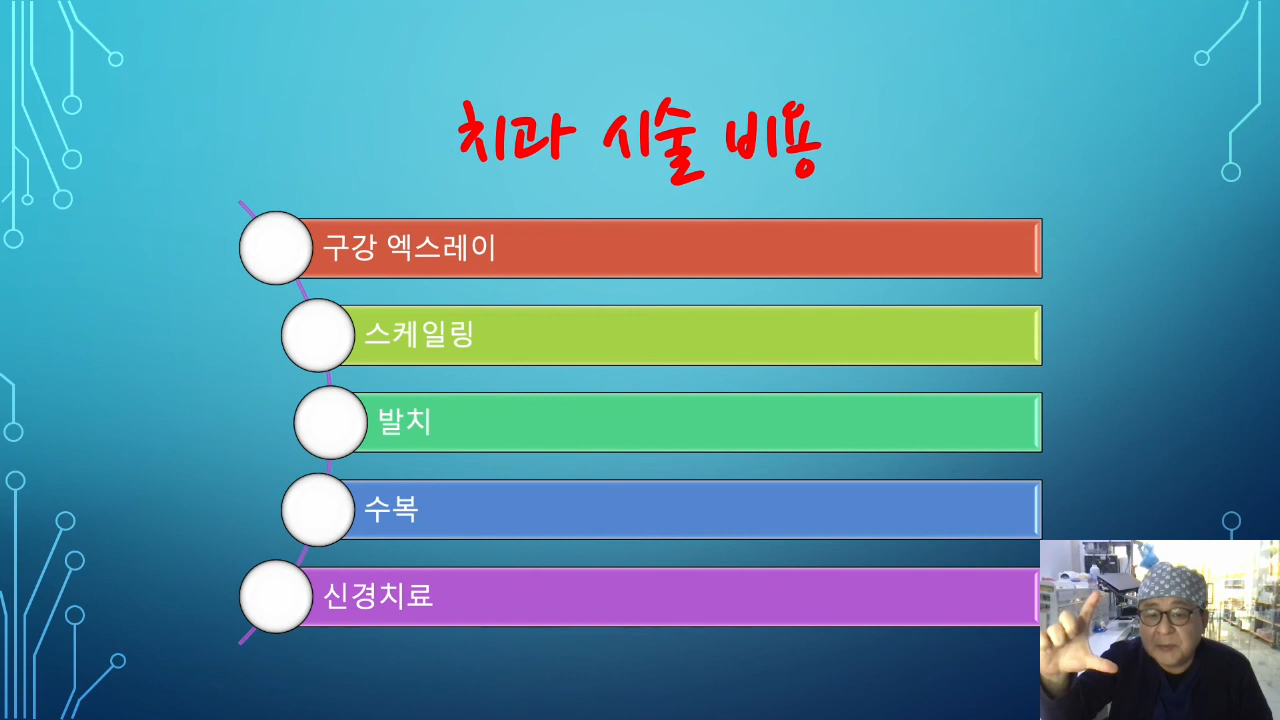 치과 시술 비용
구강 엑스레이
스케일링
발치
수복
신경치료